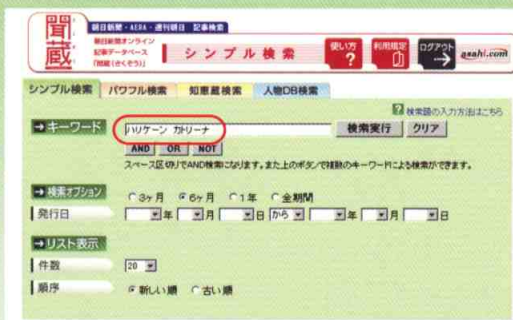 聞蔵
朝日新聞・AERA・週刊朝日 記事検索
朝日新聞オンライン
記事データベース
「聞蔵(きくぞう)」
シンプル検索
使い方 ?
利用規定
ログアウト
asahi.com
シンプル検索 パワフル検索 知恵蔵検索 人物DB検索
? 検索語の入力方法はこちら
キーワード ハリケーン カトリーナ 検索実行 クリア
AND OR NOT
スペース区切りでAND検索になります。また上のボタンで複数のキーワードによる検索ができます。
検索オプション 3ヶ月 6ヶ月 1年 全期間
発行日 年 月 日 から 年 月 日
リスト表示
件数 20
順序 新しい順 古い順